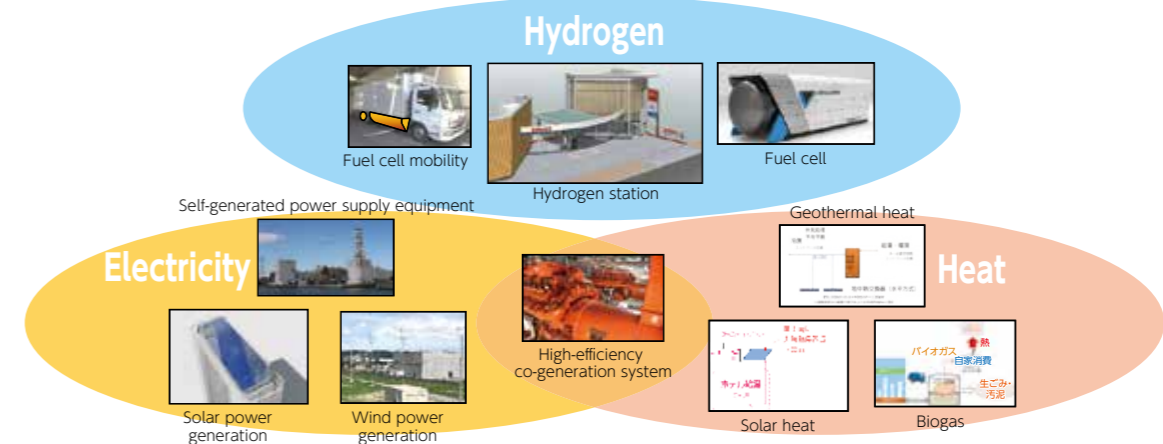 Hydrogen
Fuel cell mobility
Hydrogen station
Fuel cell
Self-generated power supply equipment
Electricity
Solar power
generation
Wind power
generation
High-efficiency
co-generation system
Geothermal heat
Heat
Solar heat
バイオガス
熱
自家消費
生ごみ・
汚泥
Biogas